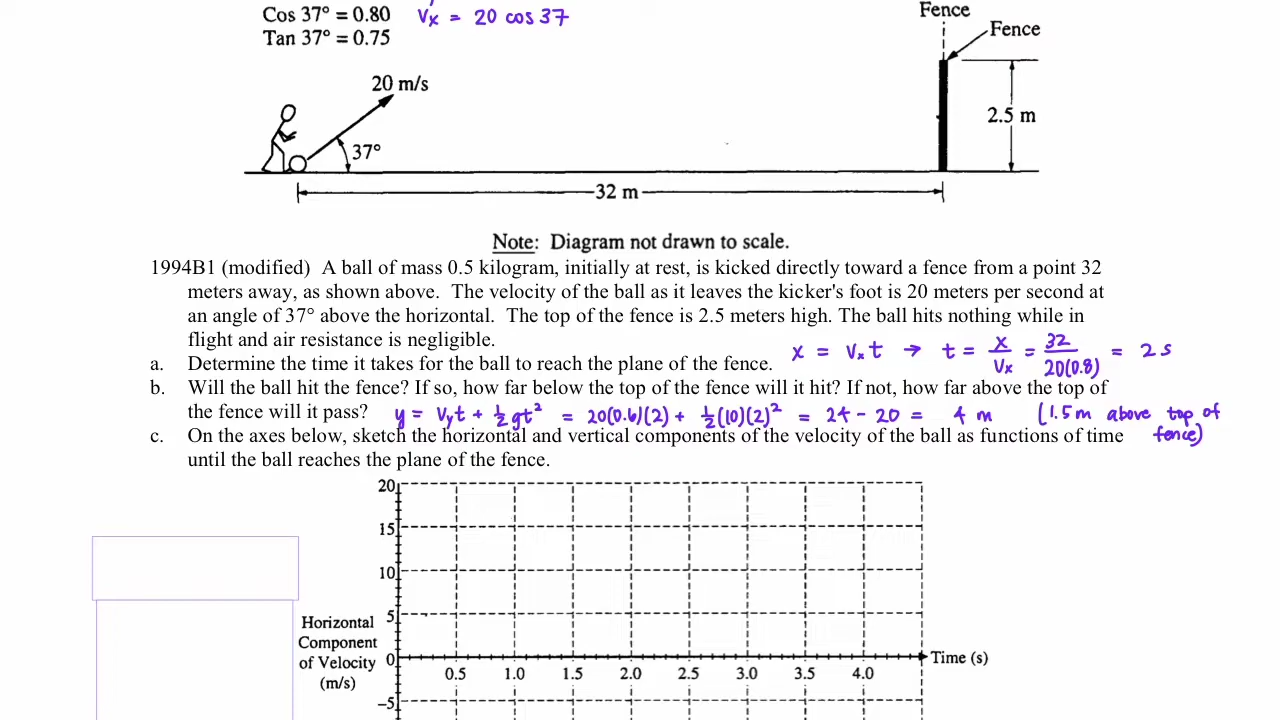 Cos 37° = 0.80
Vx = 20 cos 37
Tan 37° = 0.75
Fence
Fence
20 m/s
37°
2.5 m
32 m
Note: Diagram not drawn to scale.
1994B1 (modified) A ball of mass 0.5 kilogram, initially at rest, is kicked directly toward a fence from a point 32
meters away, as shown above. The velocity of the ball as it leaves the kicker's foot is 20 meters per second at
an angle of 37° above the horizontal. The top of the fence is 2.5 meters high. The ball hits nothing while in
flight and air resistance is negligible.
a. Determine the time it takes for the ball to reach the plane of the fence.
x = Vx t → t = x/Vx = 32/20(0.8) = 2 s
b. Will the ball hit the fence? If so, how far below the top of the fence will it hit? If not, how far above the top of
the fence will it pass?
y = Vy t + ½ gt² = 20(0.6)(2) + ½(10)(2)² = 24 - 20 = 4 m (1.5 m above top of
fence)
c. On the axes below, sketch the horizontal and vertical components of the velocity of the ball as functions of time
until the ball reaches the plane of the fence.
20
15
10
5
0
-5
Horizontal
Component
of Velocity
(m/s)
0.5 1.0 1.5 2.0 2.5 3.0 3.5 4.0
Time (s)